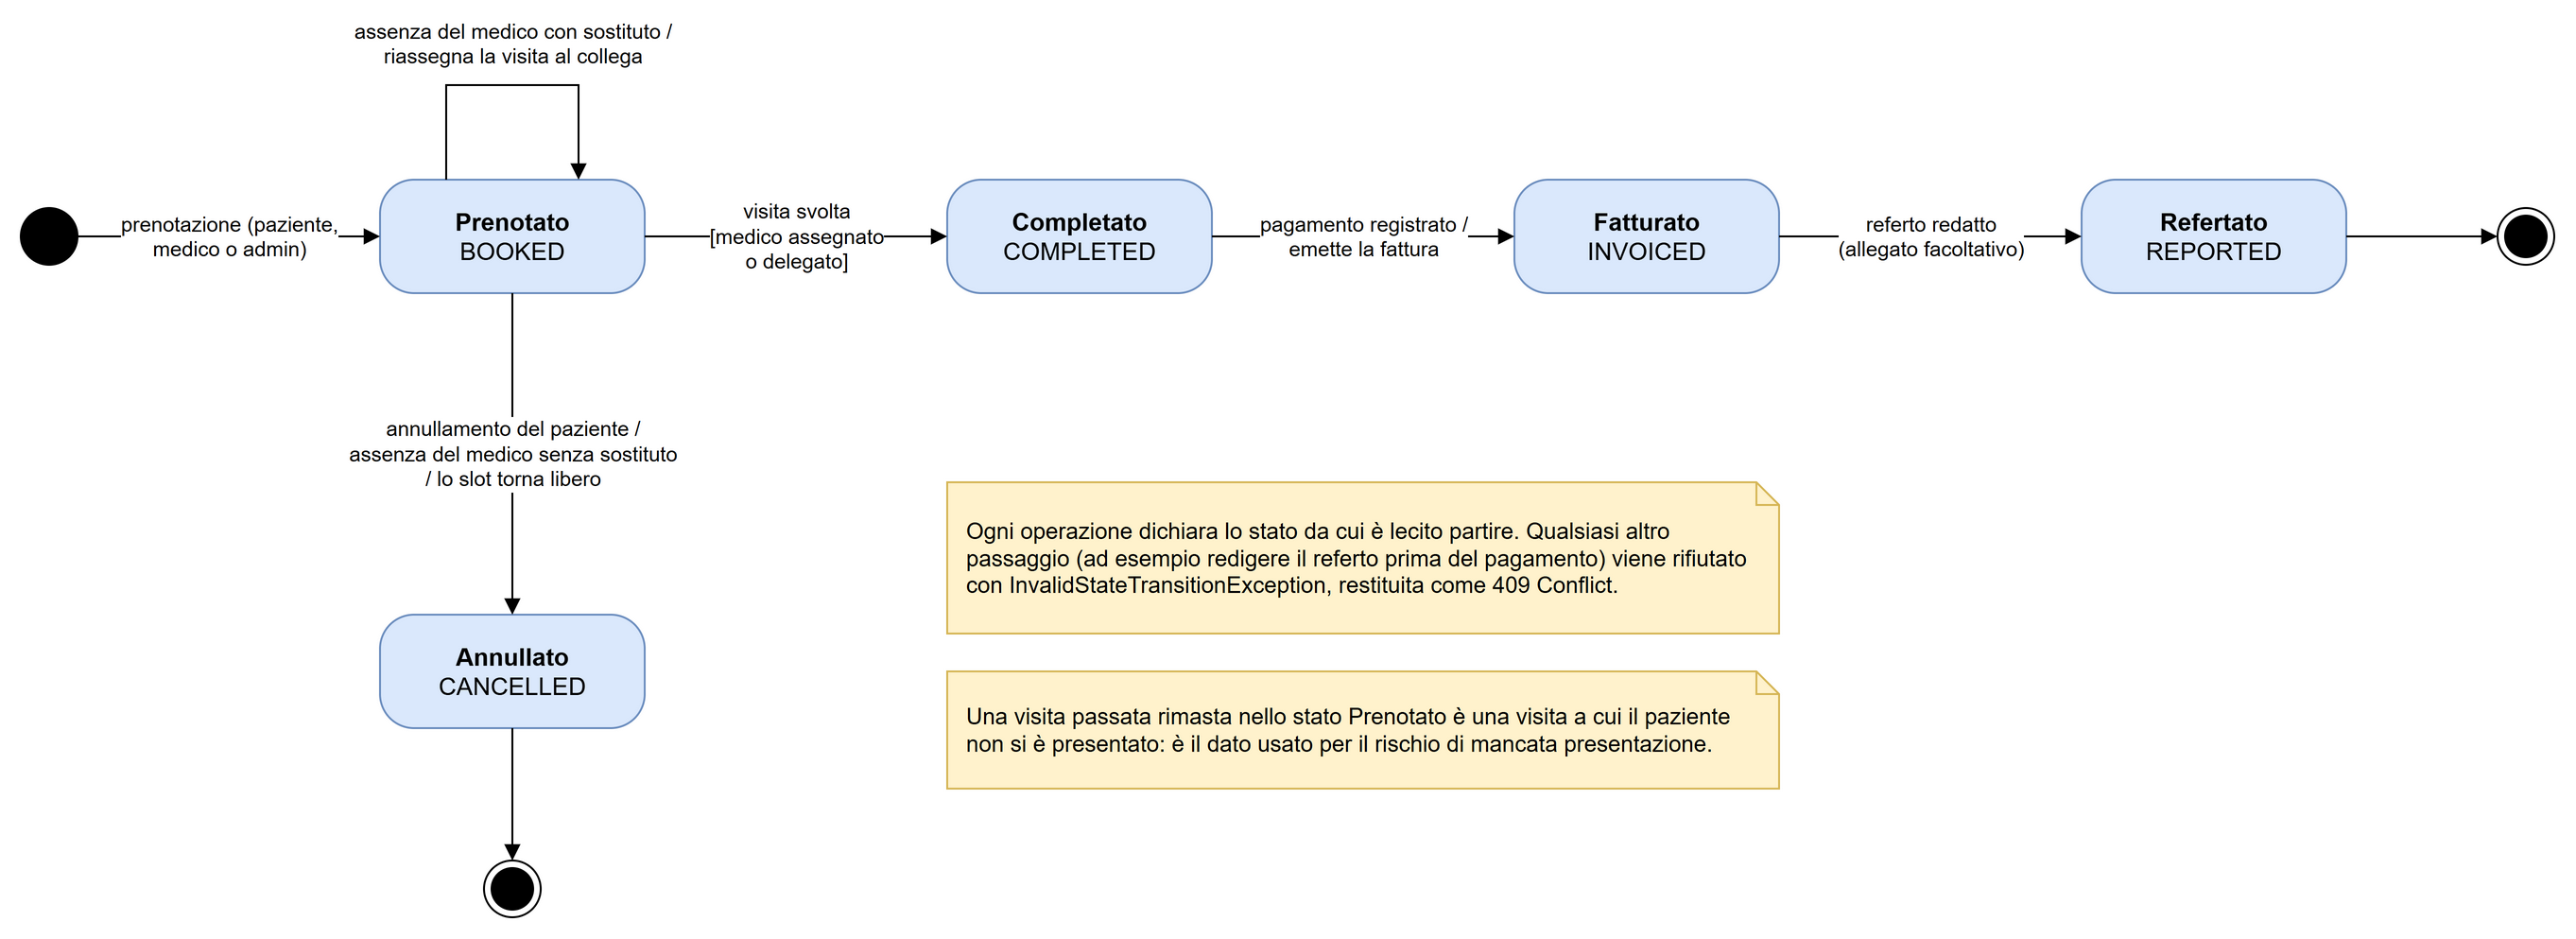 assenza del medico con sostituto /
riassegna la visita al collega
prenotazione (paziente,
medico o admin)
Prenotato
BOOKED
visita svolta
[medico assegnato
o delegato]
Completato
COMPLETED
pagamento registrato /
emette la fattura
Fatturato
INVOICED
referto redatto
(allegato facoltativo)
Refertato
REPORTED
annullamento del paziente /
assenza del medico senza sostituto
/ lo slot torna libero
Ogni operazione dichiara lo stato da cui è lecito partire. Qualsiasi altro
passaggio (ad esempio redigere il referto prima del pagamento) viene rifiutato
con InvalidStateTransitionException, restituita come 409 Conflict.
Annullato
CANCELLED
Una visita passata rimasta nello stato Prenotato è una visita a cui il paziente
non si è presentato: è il dato usato per il rischio di mancata presentazione.